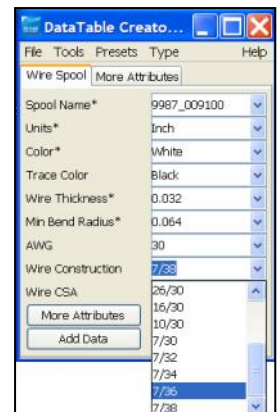 DataTable Creato...
File Tools Presets Type Help
Wire Spool More Attributes
Spool Name* 9987_009100
Units* Inch
Color* White
Trace Color Black
Wire Thickness* 0.032
Min Bend Radius* 0.064
AWG 30
Wire Construction 7/38
Wire CSA
26/30
16/30
10/30
7/30
7/32
7/34
7/36
7/38
More Attributes
Add Data